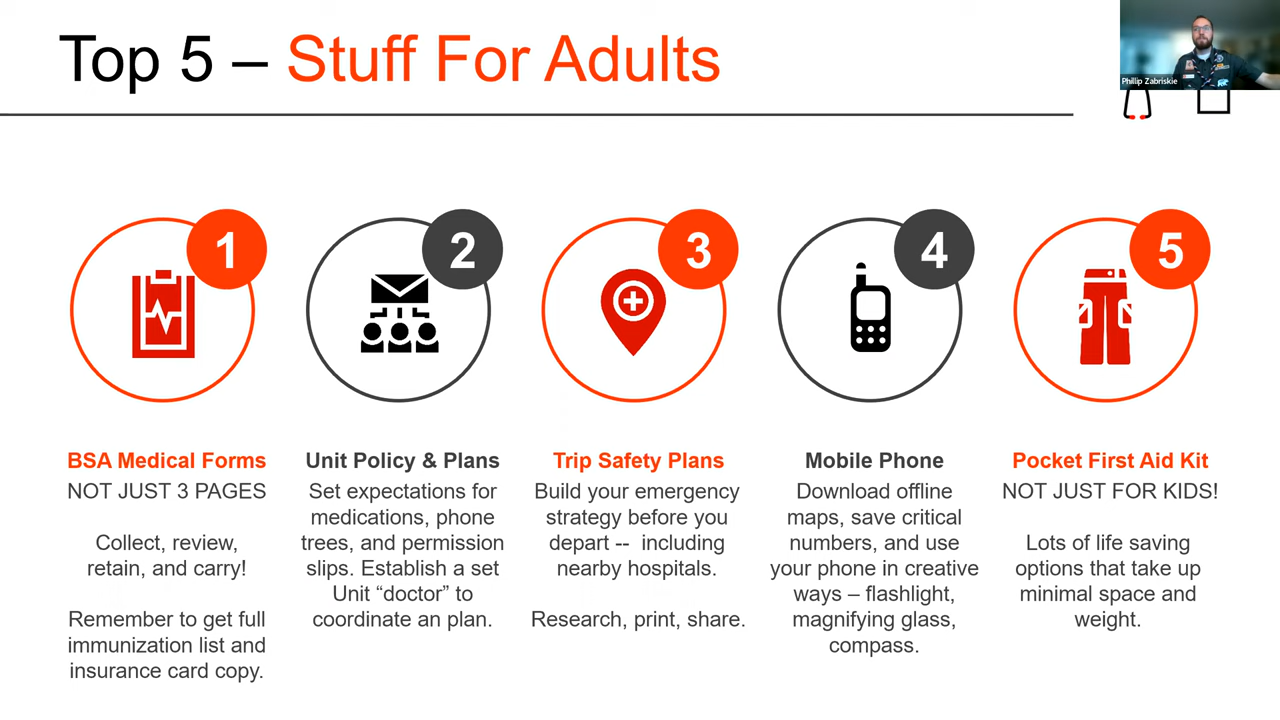 Top 5 – Stuff For Adults
Phillip Zabriskie
1
2
3
4
5
BSA Medical Forms
NOT JUST 3 PAGES
Collect, review,
retain, and carry!
Remember to get full
immunization list and
insurance card copy.
Unit Policy & Plans
Set expectations for
medications, phone
trees, and permission
slips. Establish a set
Unit “doctor” to
coordinate an plan.
Trip Safety Plans
Build your emergency
strategy before you
depart -- including
nearby hospitals.
Research, print, share.
Mobile Phone
Download offline
maps, save critical
numbers, and use
your phone in creative
ways – flashlight,
magnifying glass,
compass.
Pocket First Aid Kit
NOT JUST FOR KIDS!
Lots of life saving
options that take up
minimal space and
weight.